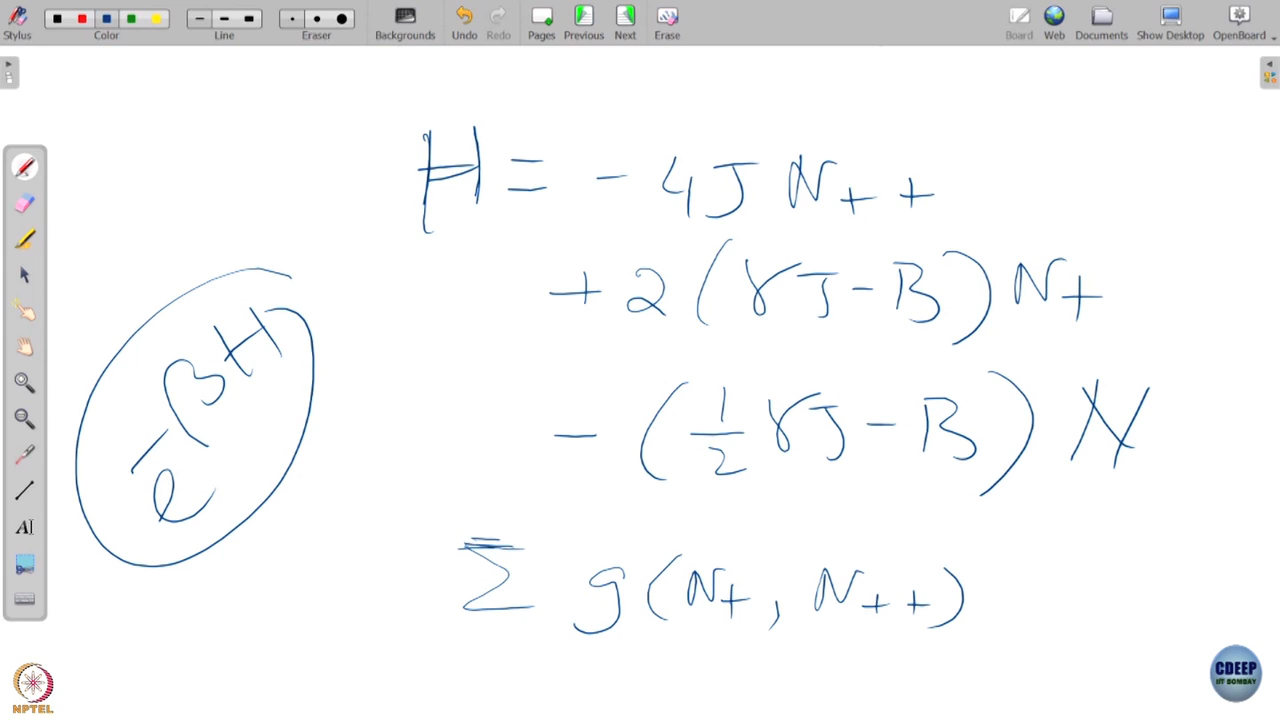 Stylus
Color
Line
Eraser
Backgrounds
Undo
Redo
Pages
Previous
Next
Erase
Board
Web
Documents
Show Desktop
OpenBoard
H = - 4 J N++
+ 2 (γJ - B) N+
- (1/2 γJ - B) N
Σ g(N+, N++)
e^-βH
NPTEL
CDEEP
IIT BOMBAY